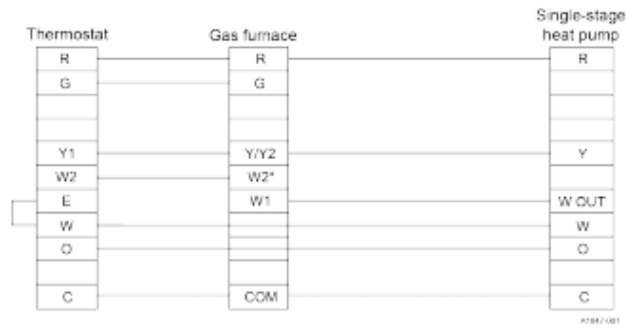 Single-stage
Thermostat Gas furnace heat pump
R R R
G G
Y1 Y/Y2 Y
W2 W2*
E W1 W OUT
W W
O O
C COM C